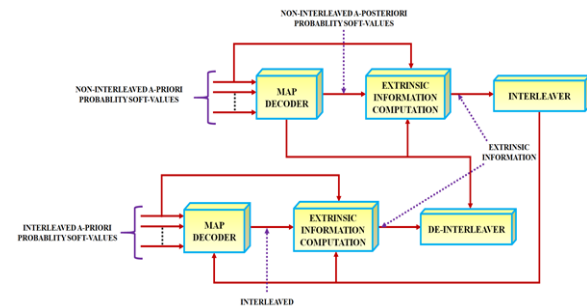 NON-INTERLEAVED A-POSTERIORI
PROBABLITY SOFT-VALUES
NON-INTERLEAVED A-PRIORI
PROBABLITY SOFT-VALUES
MAP
DECODER
EXTRINSIC
INFORMATION
COMPUTATION
INTERLEAVER
EXTRINSIC
INFORMATION
INTERLEAVED A-PRIORI
PROBABLITY SOFT-VALUES
MAP
DECODER
EXTRINSIC
INFORMATION
COMPUTATION
DE-INTERLEAVER
INTERLEAVED